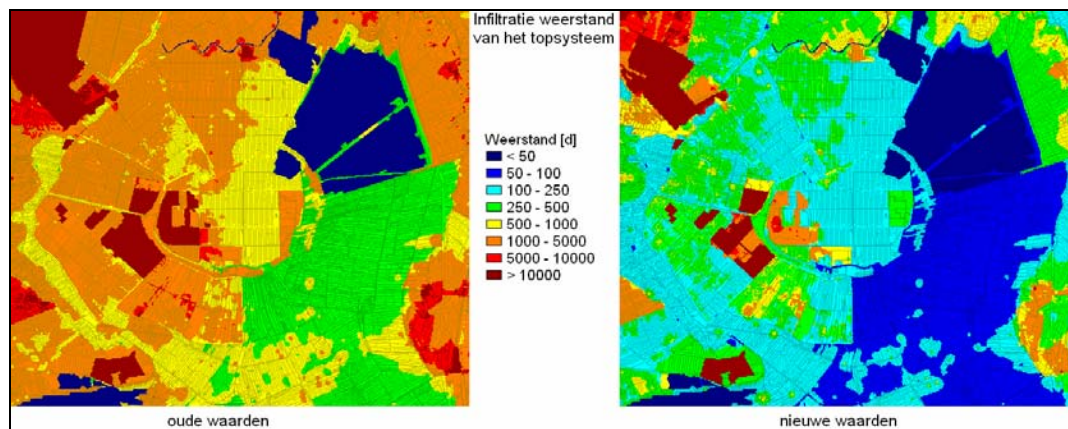 Infiltratie weerstand
van het topsysteem
Weerstand [d]
< 50
50 - 100
100 - 250
250 - 500
500 - 1000
1000 - 5000
5000 - 10000
> 10000
oude waarden
nieuwe waarden